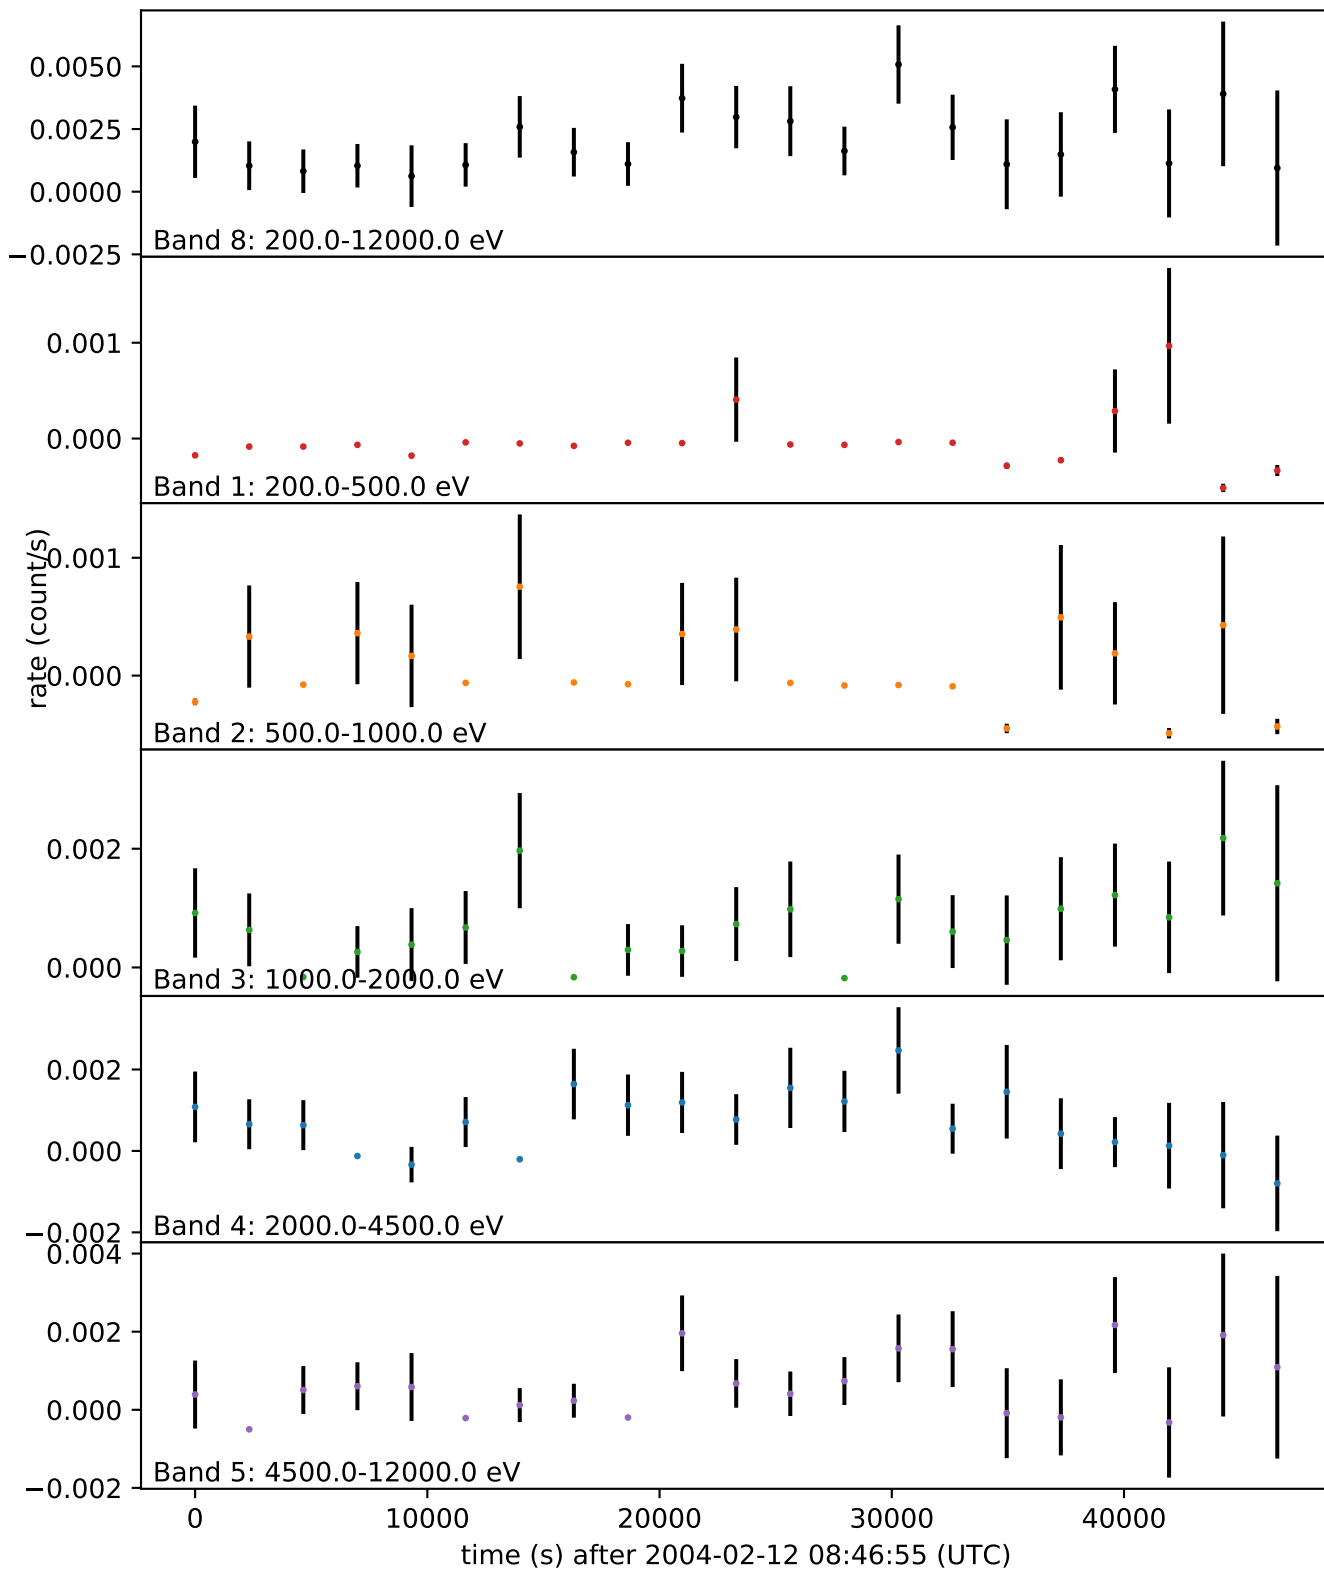 0.0050
0.0025
0.0000
−0.0025
Band 8: 200.0-12000.0 eV
0.001
0.000
Band 1: 200.0-500.0 eV
rate (count/s)
0.001
0.000
Band 2: 500.0-1000.0 eV
0.002
0.000
Band 3: 1000.0-2000.0 eV
0.002
0.000
−0.002
Band 4: 2000.0-4500.0 eV
0.004
0.002
0.000
−0.002
Band 5: 4500.0-12000.0 eV
0 10000 20000 30000 40000
time (s) after 2004-02-12 08:46:55 (UTC)